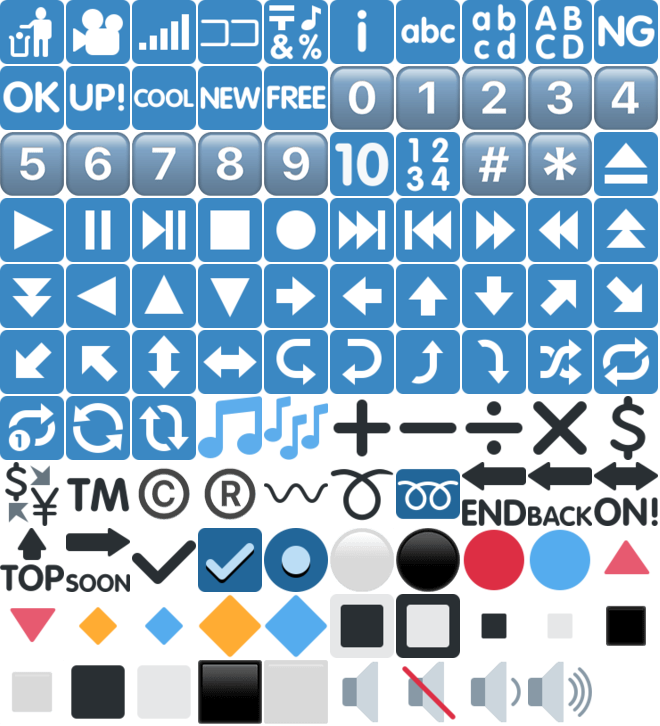 & % i abc ab cd AB CD NG
OK UP! COOL NEW FREE 0 1 2 3 4
5 6 7 8 9 10 12 34 # *
1 + − ÷ × $
$ ¥ TM © ® END BACK ON!
TOP SOON